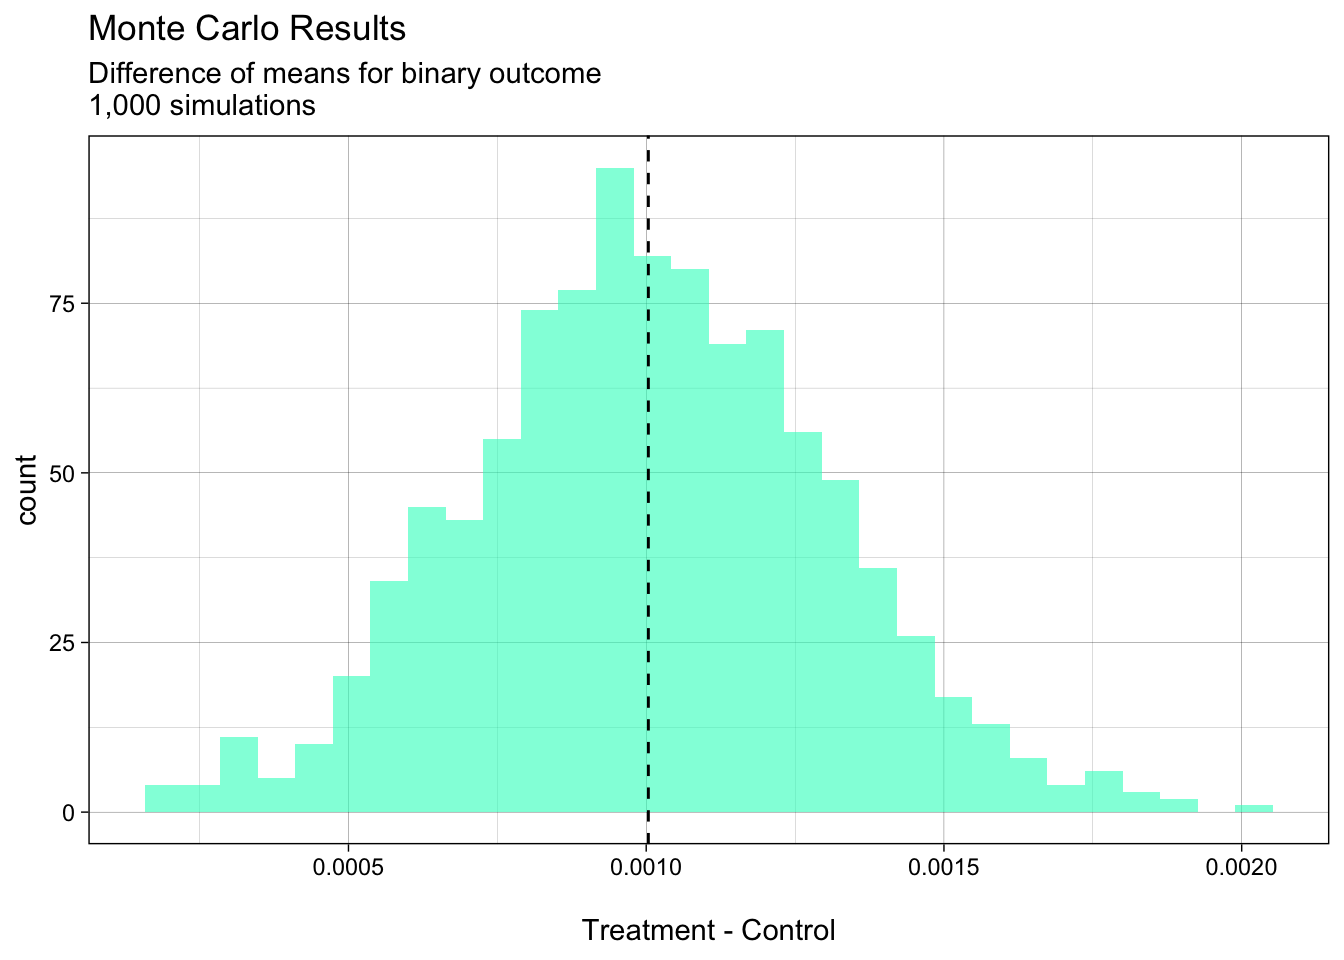 Monte Carlo Results
Difference of means for binary outcome
1,000 simulations
count
75
50
25
0
0.0005
0.0010
0.0015
0.0020
Treatment - Control